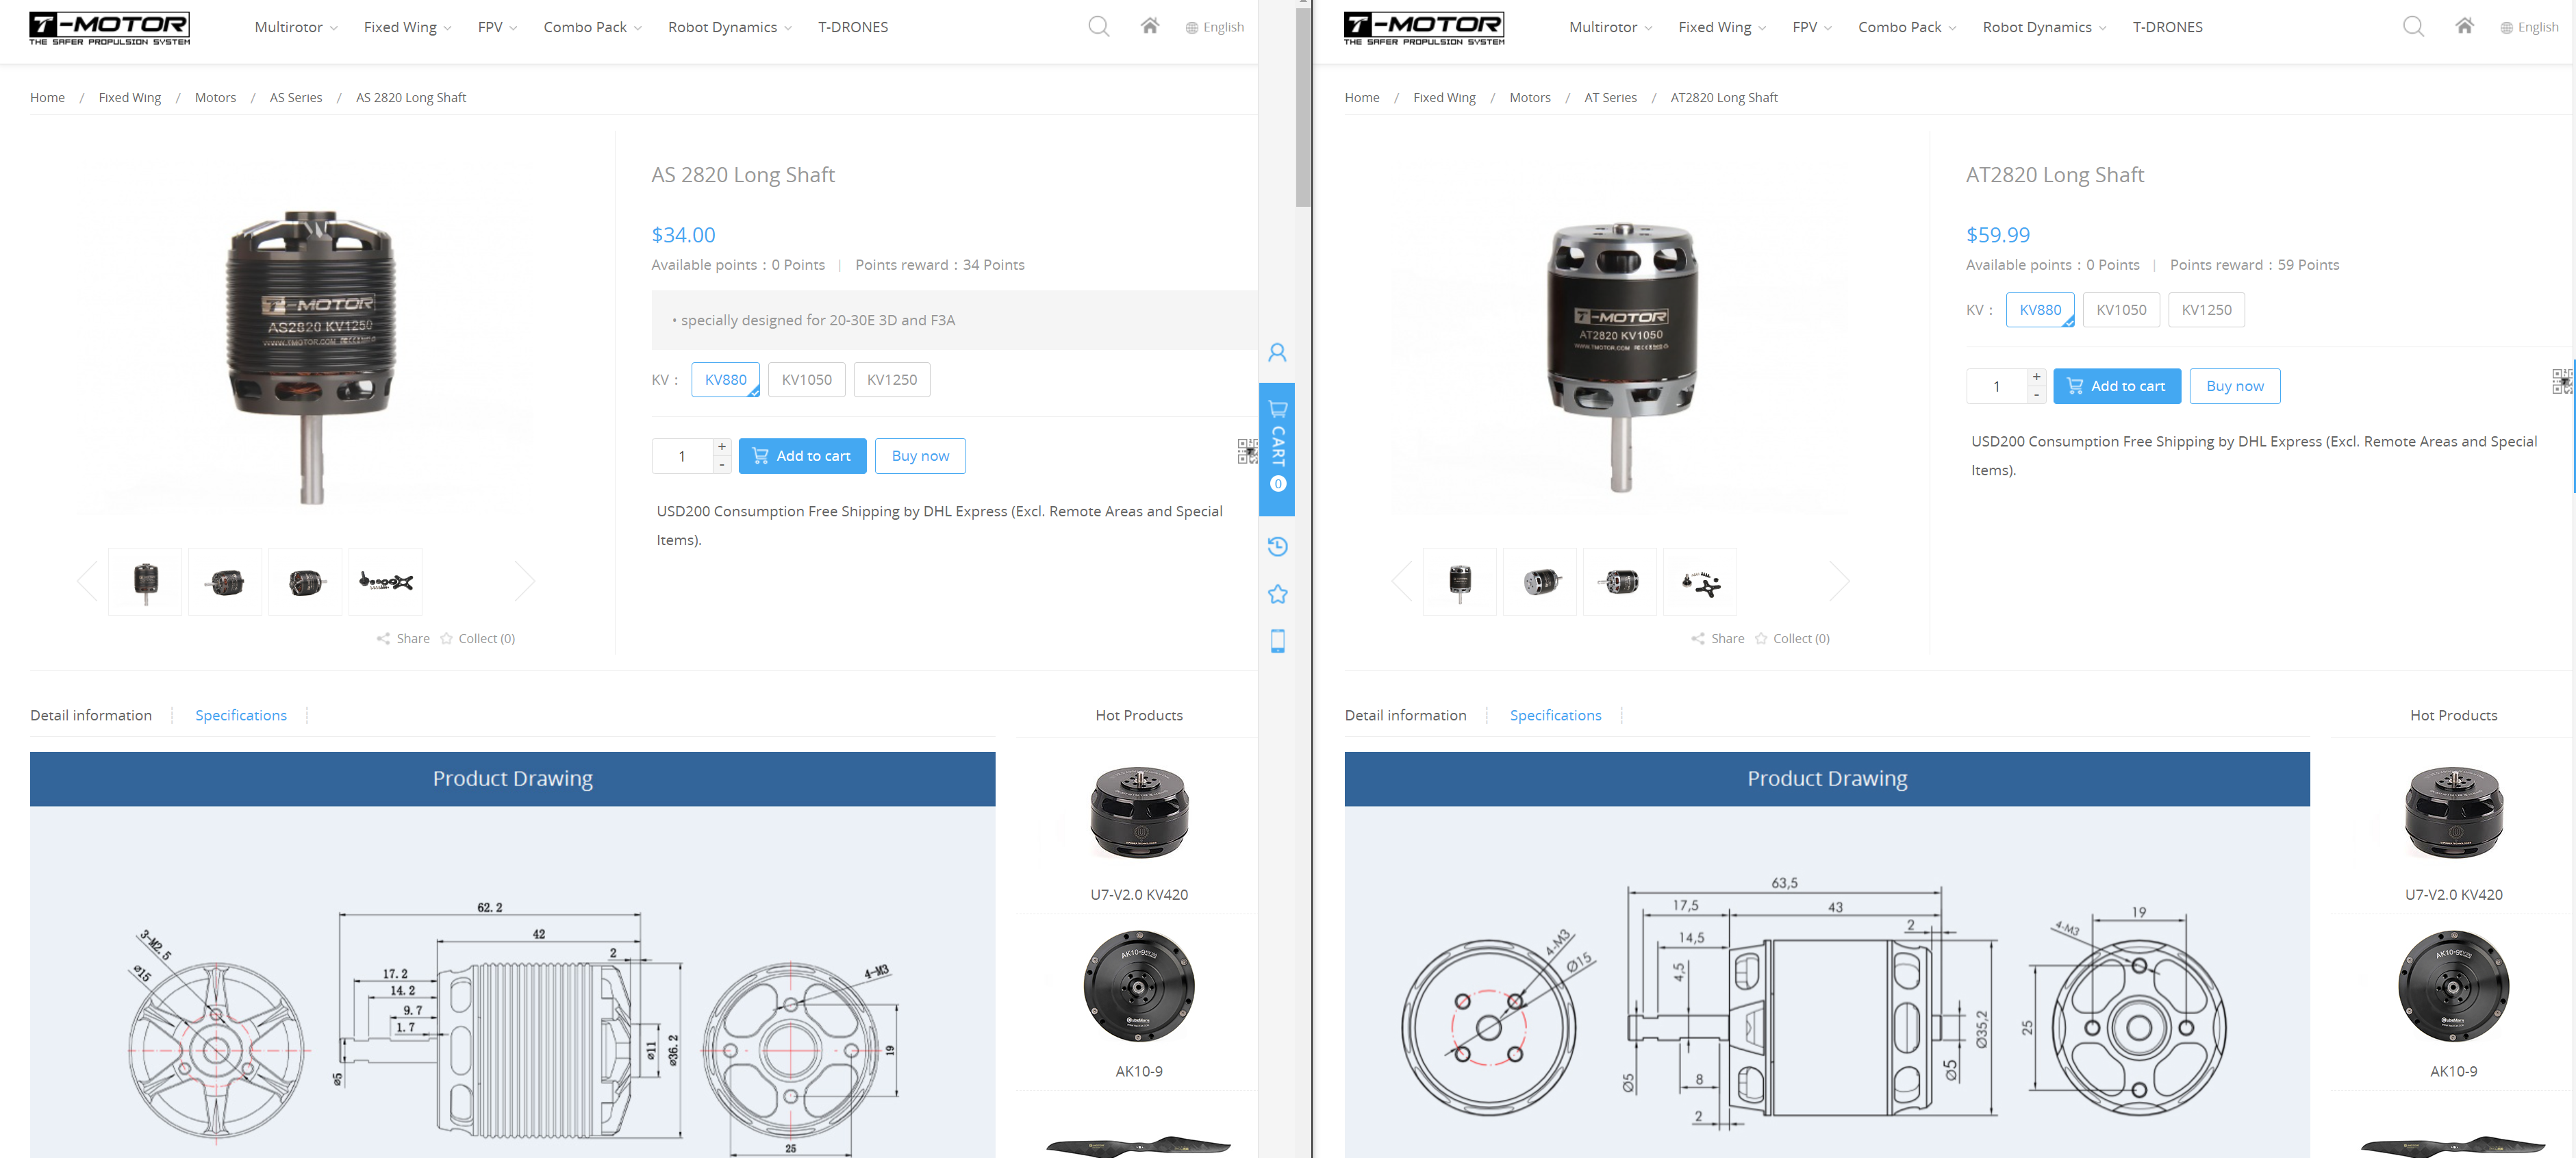 T-MOTOR
THE SAFER PROPULSION SYSTEM
Multirotor
Fixed Wing
FPV
Combo Pack
Robot Dynamics
T-DRONES
English
Home / Fixed Wing / Motors / AS Series / AS 2820 Long Shaft
AS 2820 Long Shaft
$34.00
Available points : 0 Points | Points reward : 34 Points
• specially designed for 20-30E 3D and F3A
KV : KV880 KV1050 KV1250
1 + - Add to cart Buy now
USD200 Consumption Free Shipping by DHL Express (Excl. Remote Areas and Special
Items).
T-MOTOR
AS2820 KV1250
WWW.TMOTOR.COM
Share Collect (0)
CART
0
Detail information Specifications
Hot Products
Product Drawing
U7-V2.0 KV420
AK10-9
62.2
42
2
17.2
14.2
9.7
1.7
3-M2.5
ø15
ø5
ø11
ø36.2
4-M3
19
25
T-MOTOR
THE SAFER PROPULSION SYSTEM
Multirotor
Fixed Wing
FPV
Combo Pack
Robot Dynamics
T-DRONES
English
Home / Fixed Wing / Motors / AT Series / AT2820 Long Shaft
AT2820 Long Shaft
$59.99
Available points : 0 Points | Points reward : 59 Points
KV : KV880 KV1050 KV1250
1 + - Add to cart Buy now
USD200 Consumption Free Shipping by DHL Express (Excl. Remote Areas and Special
Items).
T-MOTOR
AT2820 KV1050
WWW.TMOTOR.COM
Share Collect (0)
Detail information Specifications
Hot Products
Product Drawing
U7-V2.0 KV420
AK10-9
63,5
17,5
43
2
14,5
4,5
4-M3
Ø15
Ø5
8
2
Ø5
Ø35,2
19
4-M3
25